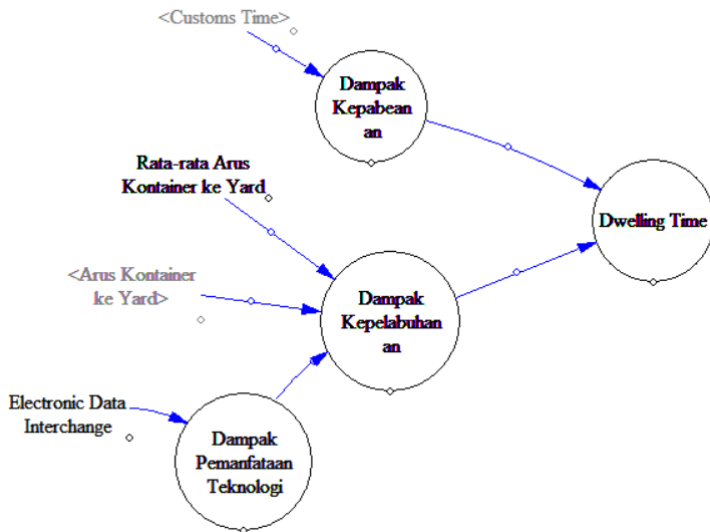 <Customs Time>
Dampak
Kepabean
an
Rata-rata Arus
Kontainer ke Yard
Dwelling Time
<Arus Kontainer
ke Yard>
Dampak
Kepelabuhan
an
Electronic Data
Interchange
Dampak
Pemanfataan
Teknologi